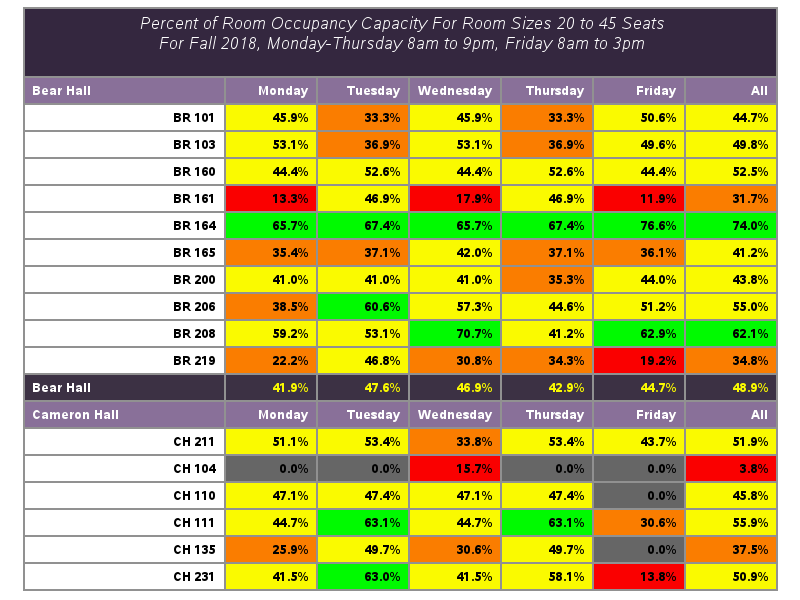 Percent of Room Occupancy Capacity For Room Sizes 20 to 45 Seats
For Fall 2018, Monday-Thursday 8am to 9pm, Friday 8am to 3pm
Bear Hall Monday Tuesday Wednesday Thursday Friday All
BR 101 45.9% 33.3% 45.9% 33.3% 50.6% 44.7%
BR 103 53.1% 36.9% 53.1% 36.9% 49.6% 49.8%
BR 160 44.4% 52.6% 44.4% 52.6% 44.4% 52.5%
BR 161 13.3% 46.9% 17.9% 46.9% 11.9% 31.7%
BR 164 65.7% 67.4% 65.7% 67.4% 76.6% 74.0%
BR 165 35.4% 37.1% 42.0% 37.1% 36.1% 41.2%
BR 200 41.0% 41.0% 41.0% 35.3% 44.0% 43.8%
BR 206 38.5% 60.6% 57.3% 44.6% 51.2% 55.0%
BR 208 59.2% 53.1% 70.7% 41.2% 62.9% 62.1%
BR 219 22.2% 46.8% 30.8% 34.3% 19.2% 34.8%
Bear Hall 41.9% 47.6% 46.9% 42.9% 44.7% 48.9%
Cameron Hall Monday Tuesday Wednesday Thursday Friday All
CH 211 51.1% 53.4% 33.8% 53.4% 43.7% 51.9%
CH 104 0.0% 0.0% 15.7% 0.0% 0.0% 3.8%
CH 110 47.1% 47.4% 47.1% 47.4% 0.0% 45.8%
CH 111 44.7% 63.1% 44.7% 63.1% 30.6% 55.9%
CH 135 25.9% 49.7% 30.6% 49.7% 0.0% 37.5%
CH 231 41.5% 63.0% 41.5% 58.1% 13.8% 50.9%